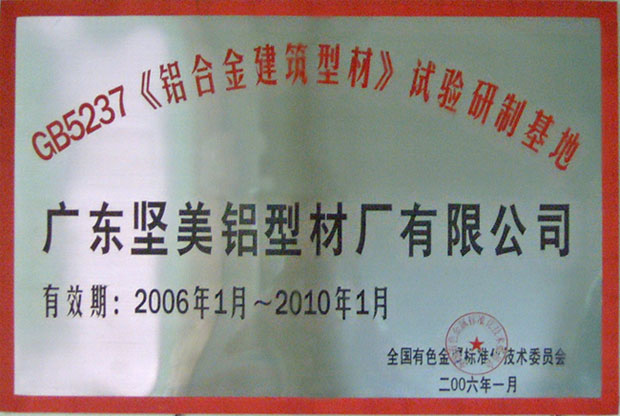 GB5237《铝合金建筑型材》试验研制基地
广东坚美铝型材厂有限公司
有效期：2006年1月～2010年1月
全国有色金属标准化技术委员会
二00六年一月